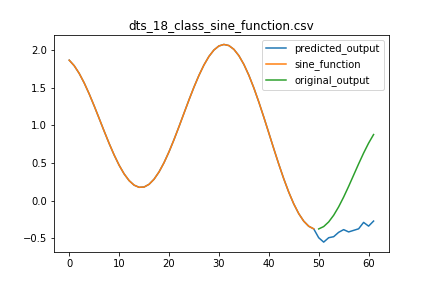 dts_18_class_sine_function.csv
predicted_output
sine_function
original_output
2.0
1.5
1.0
0.5
0.0
−0.5
0 10 20 30 40 50 60